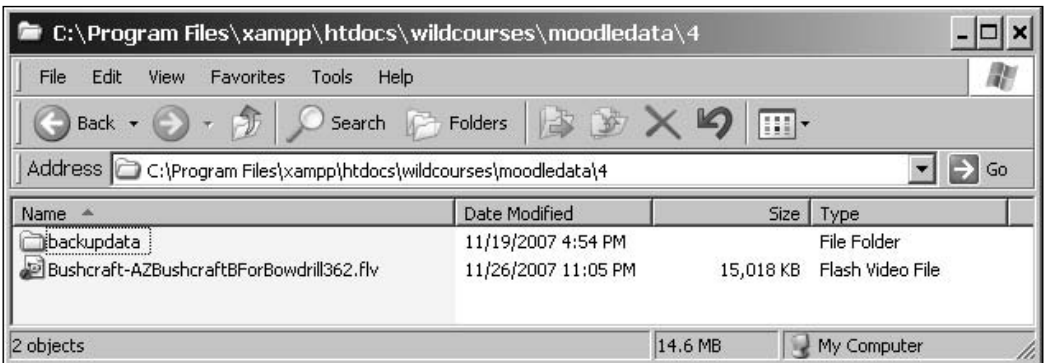 C:\Program Files\xampp\htdocs\wildcourses\moodledata\4
File Edit View Favorites Tools Help
Back Search Folders
Address C:\Program Files\xampp\htdocs\wildcourses\moodledata\4 Go
Name Date Modified Size Type
backupdata 11/19/2007 4:54 PM File Folder
Bushcraft-AZBushcraftBForBowdrill362.flv 11/26/2007 11:05 PM 15,018 KB Flash Video File
2 objects 14.6 MB My Computer